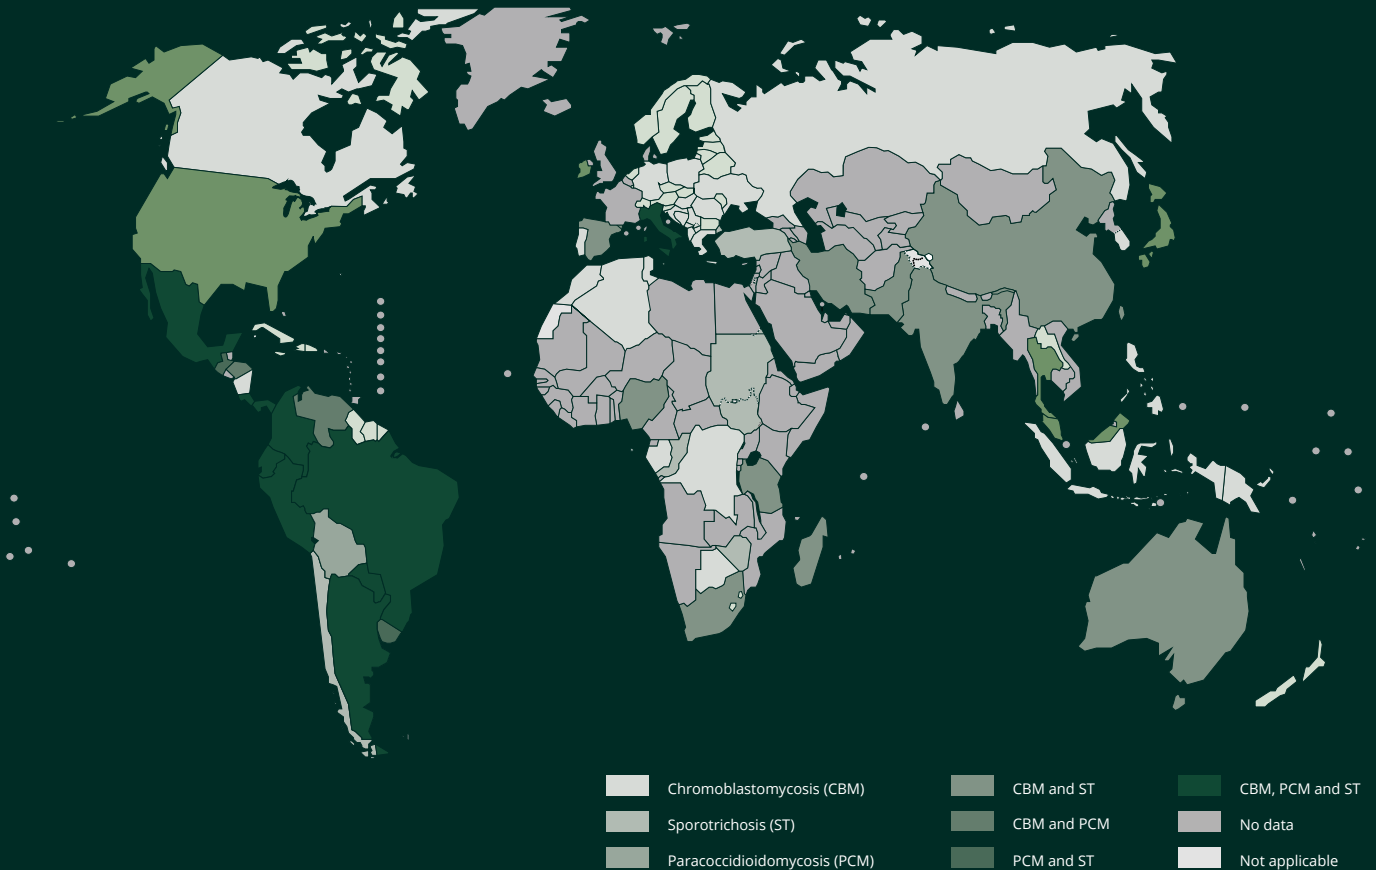 Chromoblastomycosis (CBM)
Sporotrichosis (ST)
Paracoccidioidomycosis (PCM)
CBM and ST
CBM and PCM
PCM and ST
CBM, PCM and ST
No data
Not applicable